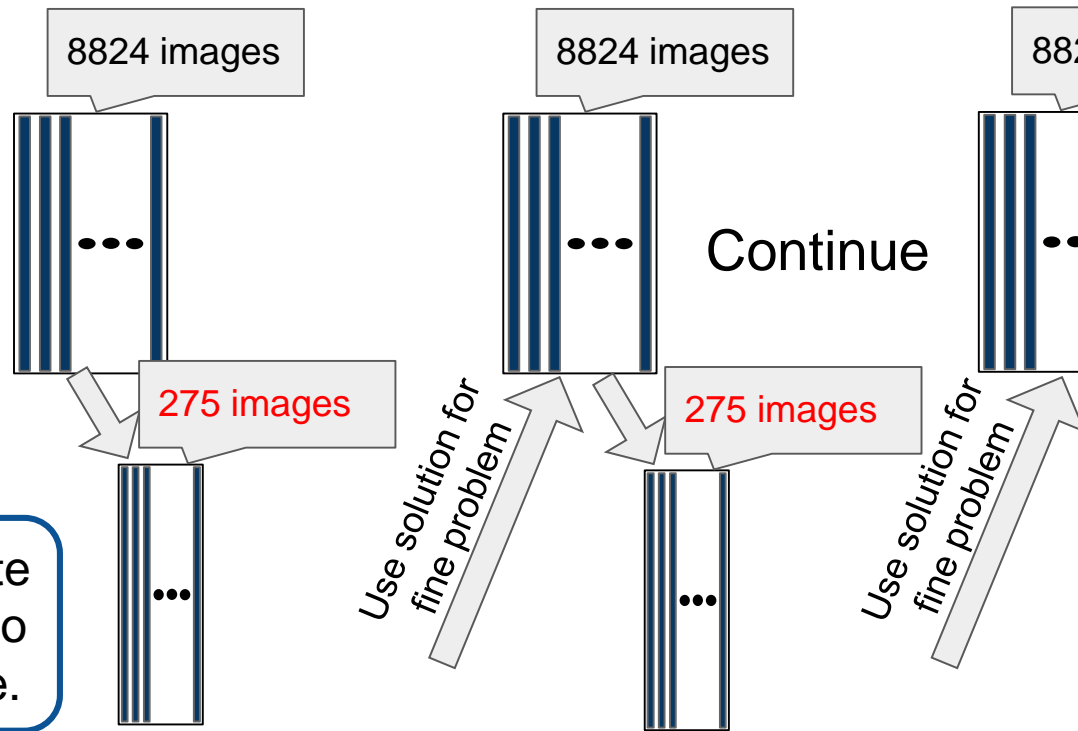 8824 images
8824 images
275 images
Use solution for
fine problem
Continue
275 images
Use solution for
fine problem